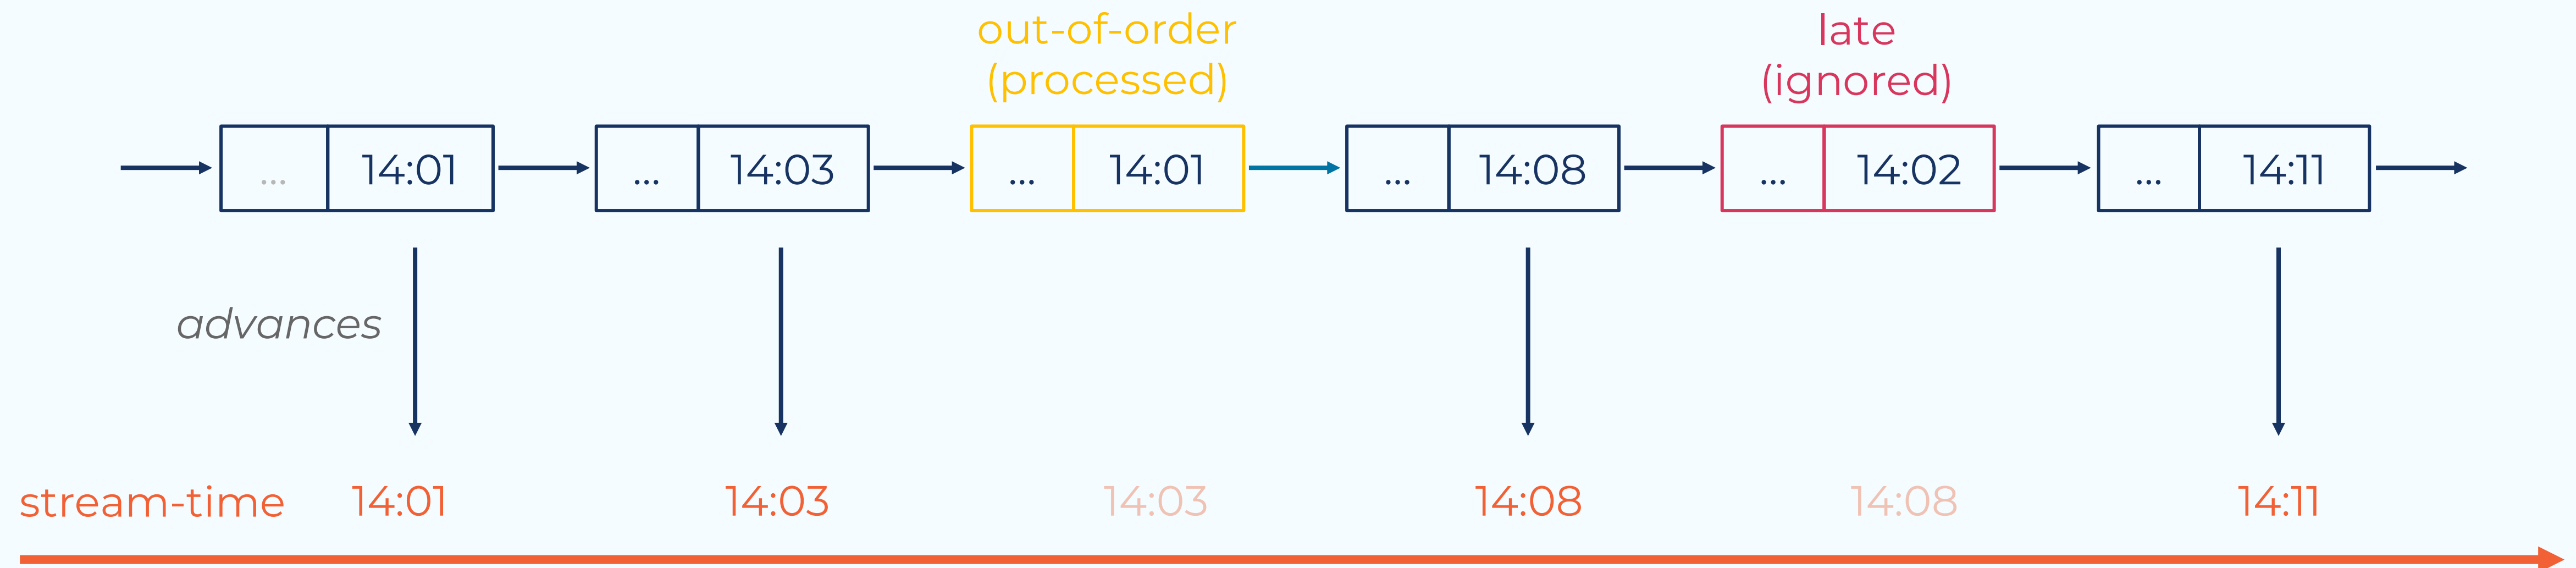 out-of-order
(processed)
late
(ignored)
... 14:01
... 14:03
... 14:01
... 14:08
... 14:02
... 14:11
advances
stream-time 14:01 14:03 14:03 14:08 14:08 14:11